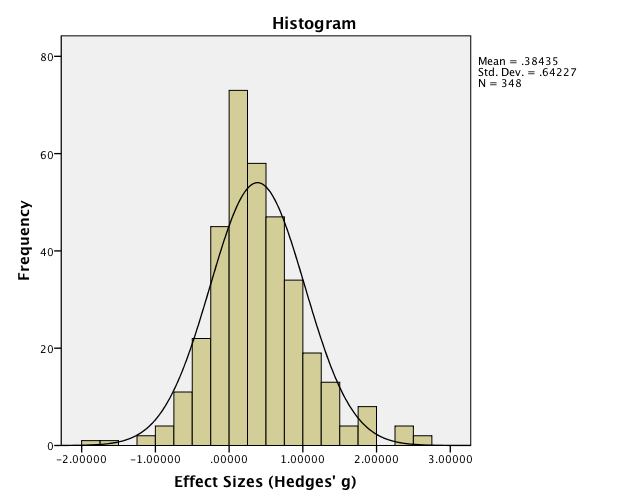 Histogram
Mean = .38435
Std. Dev. = .64227
N = 348
80
60
40
20
0
Frequency
-2.00000 -1.00000 .00000 1.00000 2.00000 3.00000
Effect Sizes (Hedges' g)